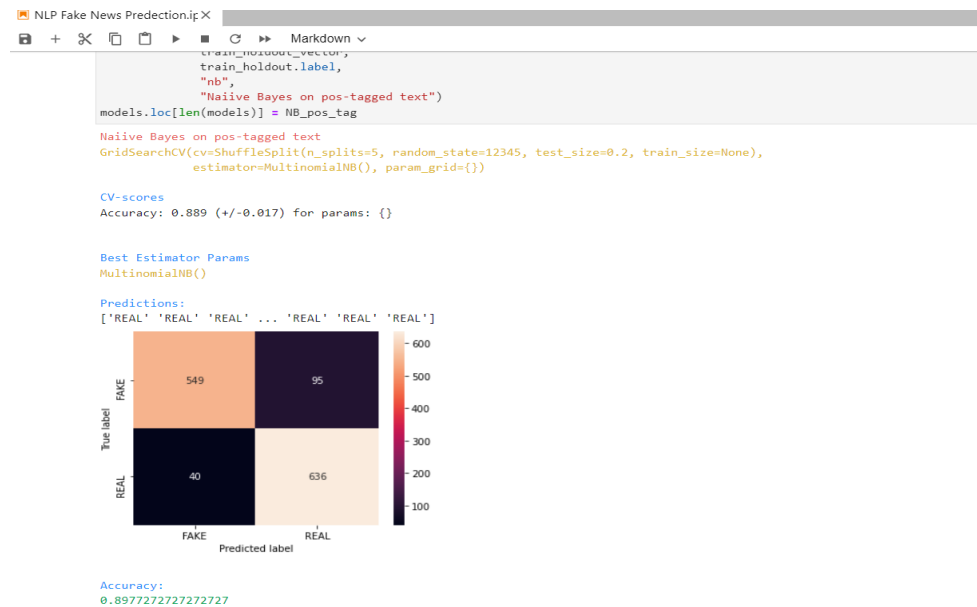 NLP Fake News Predection.ip
Markdown
train_holdout_vector,
train_holdout.label,
"nb",
"Naiive Bayes on pos-tagged text")
models.loc[len(models)] = NB_pos_tag
Naiive Bayes on pos-tagged text
GridSearchCV(cv=ShuffleSplit(n_splits=5, random_state=12345, test_size=0.2, train_size=None),
estimator=MultinomialNB(), param_grid={})
CV-scores
Accuracy: 0.889 (+/-0.017) for params: {}
Best Estimator Params
MultinomialNB()
Predictions:
['REAL' 'REAL' 'REAL' ... 'REAL' 'REAL' 'REAL']
600
500
400
300
200
100
FAKE
REAL
True label
549
95
40
636
FAKE
REAL
Predicted label
Accuracy:
0.8977272727272727